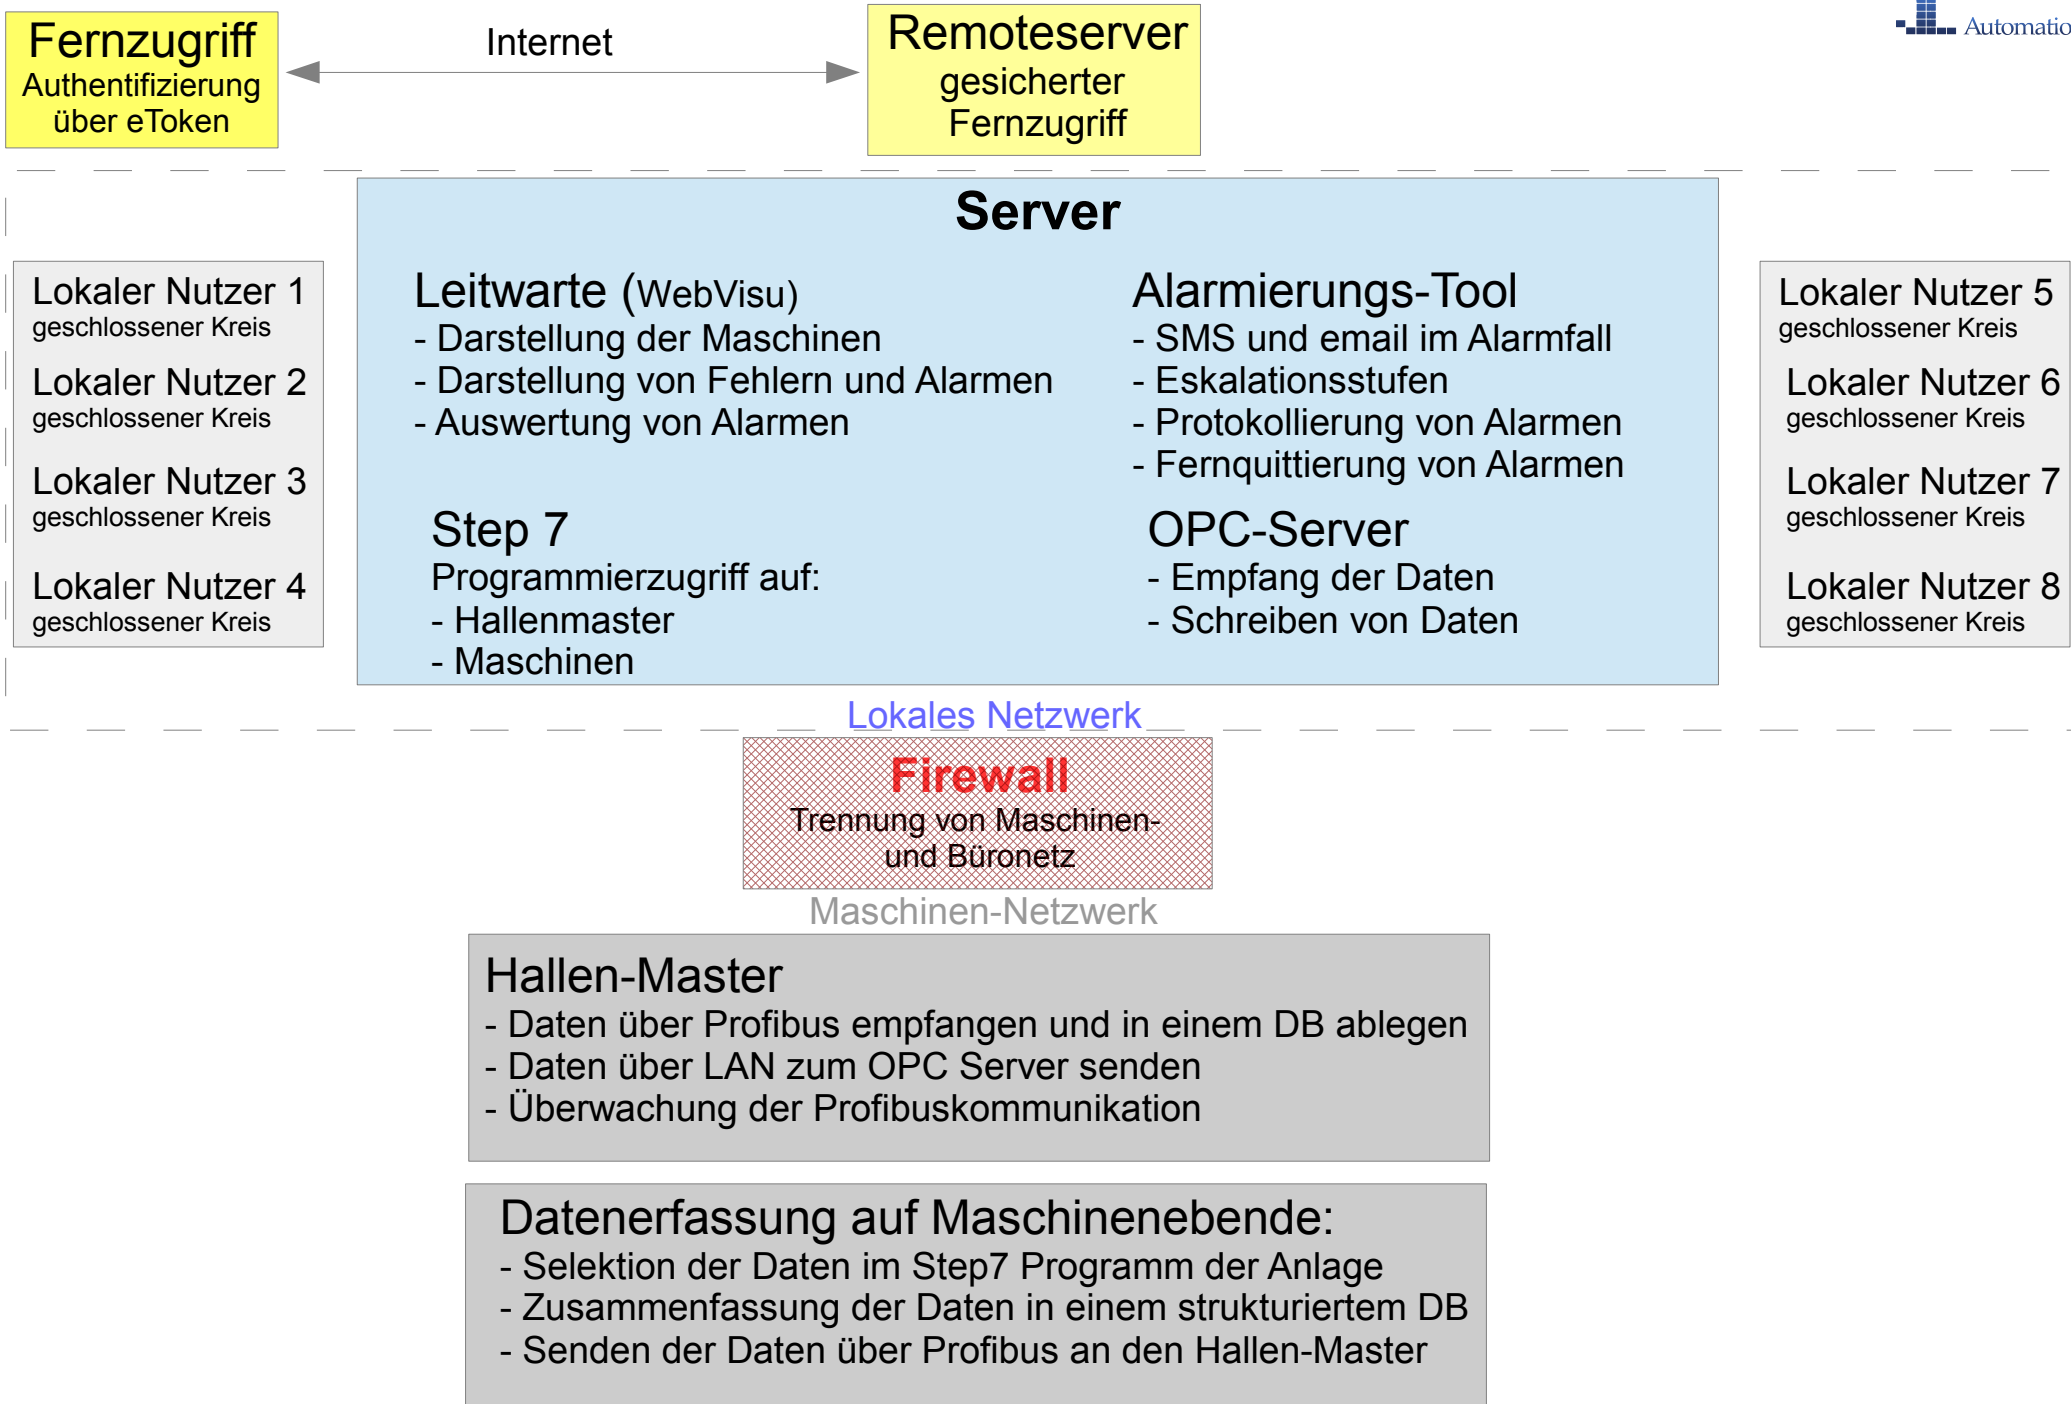 Fernzugriff
Authentifizierung
über eToken
Internet
Remoteserver
gesicherter
Fernzugriff
Server
Lokaler Nutzer 1
geschlossener Kreis
Lokaler Nutzer 2
geschlossener Kreis
Lokaler Nutzer 3
geschlossener Kreis
Lokaler Nutzer 4
geschlossener Kreis
Leitwarte (WebVisu)
- Darstellung der Maschinen
- Darstellung von Fehlern und Alarmen
- Auswertung von Alarmen
Alarmierungs-Tool
- SMS und email im Alarmfall
- Eskalationsstufen
- Protokollierung von Alarmen
- Fernquittierung von Alarmen
Step 7
Programmierzugriff auf:
- Hallenmaster
- Maschinen
OPC-Server
- Empfang der Daten
- Schreiben von Daten
Lokaler Nutzer 5
geschlossener Kreis
Lokaler Nutzer 6
geschlossener Kreis
Lokaler Nutzer 7
geschlossener Kreis
Lokaler Nutzer 8
geschlossener Kreis
Lokales Netzwerk
Firewall
Trennung von Maschinen-
und Büronetz
Maschinen-Netzwerk
Hallen-Master
- Daten über Profibus empfangen und in einem DB ablegen
- Daten über LAN zum OPC Server senden
- Überwachung der Profibuskommunikation
Datenerfassung auf Maschinenebende:
- Selektion der Daten im Step7 Programm der Anlage
- Zusammenfassung der Daten in einem strukturiertem DB
- Senden der Daten über Profibus an den Hallen-Master